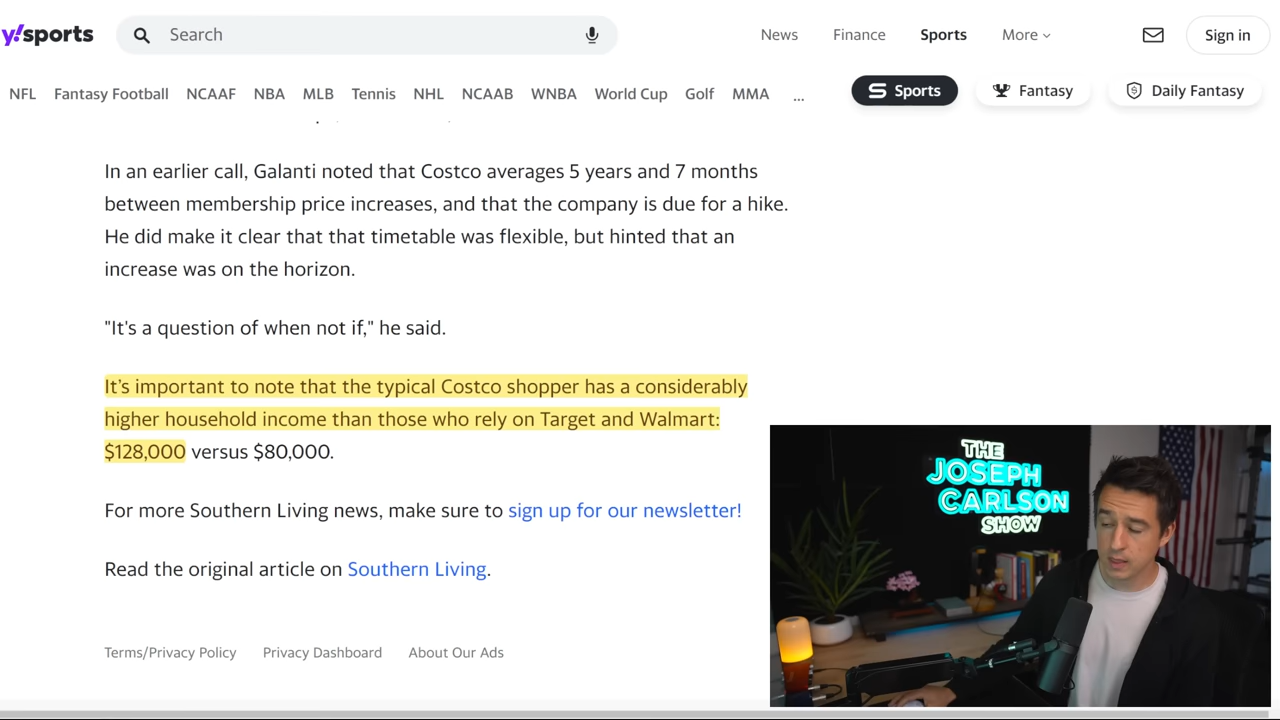 y!sports
Search
News
Finance
Sports
More
Sign in
NFL
Fantasy Football
NCAAF
NBA
MLB
Tennis
NHL
NCAAB
WNBA
World Cup
Golf
MMA
...
Sports
Fantasy
Daily Fantasy
In an earlier call, Galanti noted that Costco averages 5 years and 7 months
between membership price increases, and that the company is due for a hike.
He did make it clear that that timetable was flexible, but hinted that an
increase was on the horizon.
"It's a question of when not if," he said.
It’s important to note that the typical Costco shopper has a considerably
higher household income than those who rely on Target and Walmart:
$128,000 versus $80,000.
For more Southern Living news, make sure to sign up for our newsletter!
Read the original article on Southern Living.
Terms/Privacy Policy
Privacy Dashboard
About Our Ads
THE
JOSEPH
CARLSON
SHOW